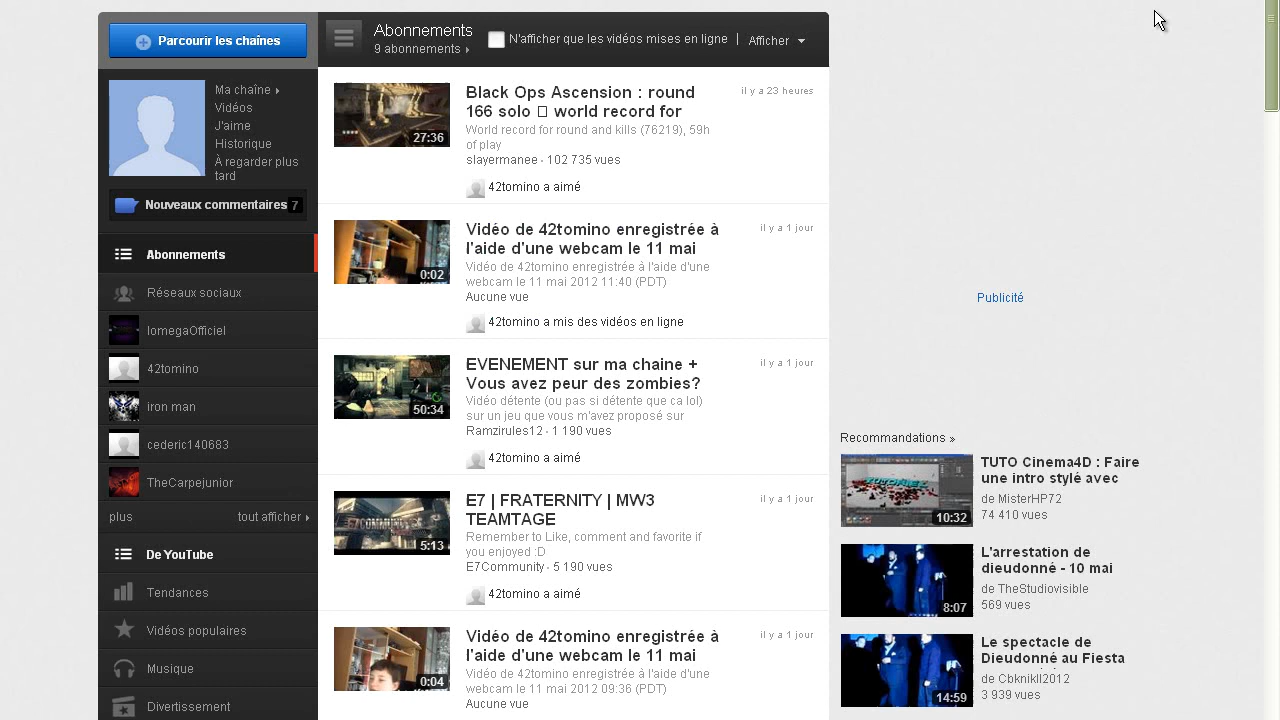 Parcourir les chaînes
Ma chaîne
Vidéos
J'aime
Historique
À regarder plus
tard
Nouveaux commentaires 7
Abonnements
Réseaux sociaux
IomegaOfficiel
42tomino
iron man
cederic140683
TheCarpejunior
plus tout afficher
De YouTube
Tendances
Vidéos populaires
Musique
Divertissement
Abonnements
9 abonnements
N'afficher que les vidéos mises en ligne | Afficher
27:36
Black Ops Ascension : round
166 solo world record for
il y a 23 heures
World record for round and kills (76219), 59h
of play
slayermanee - 102 735 vues
42tomino a aimé
0:02
Vidéo de 42tomino enregistrée à
l'aide d'une webcam le 11 mai
il y a 1 jour
Vidéo de 42tomino enregistrée à l'aide d'une
webcam le 11 mai 2012 11:40 (PDT)
Aucune vue
42tomino a mis des vidéos en ligne
50:34
EVENEMENT sur ma chaine +
Vous avez peur des zombies?
il y a 1 jour
Vidéo détente (ou pas si détente que ca lol)
sur un jeu que vous m'avez proposé sur
Ramzirules12 - 1 190 vues
42tomino a aimé
5:13
E7 | FRATERNITY | MW3
TEAMTAGE
il y a 1 jour
Remember to Like, comment and favorite if
you enjoyed :D
E7Community - 5 190 vues
42tomino a aimé
0:04
Vidéo de 42tomino enregistrée à
l'aide d'une webcam le 11 mai
il y a 1 jour
Vidéo de 42tomino enregistrée à l'aide d'une
webcam le 11 mai 2012 09:36 (PDT)
Aucune vue
Publicité
Recommandations »
10:32
TUTO Cinema4D : Faire
une intro stylé avec
de MisterHP72
74 410 vues
8:07
L'arrestation de
dieudonné - 10 mai
de TheStudiovisible
569 vues
14:59
Le spectacle de
Dieudonné au Fiesta
de Cbknikll2012
3 939 vues